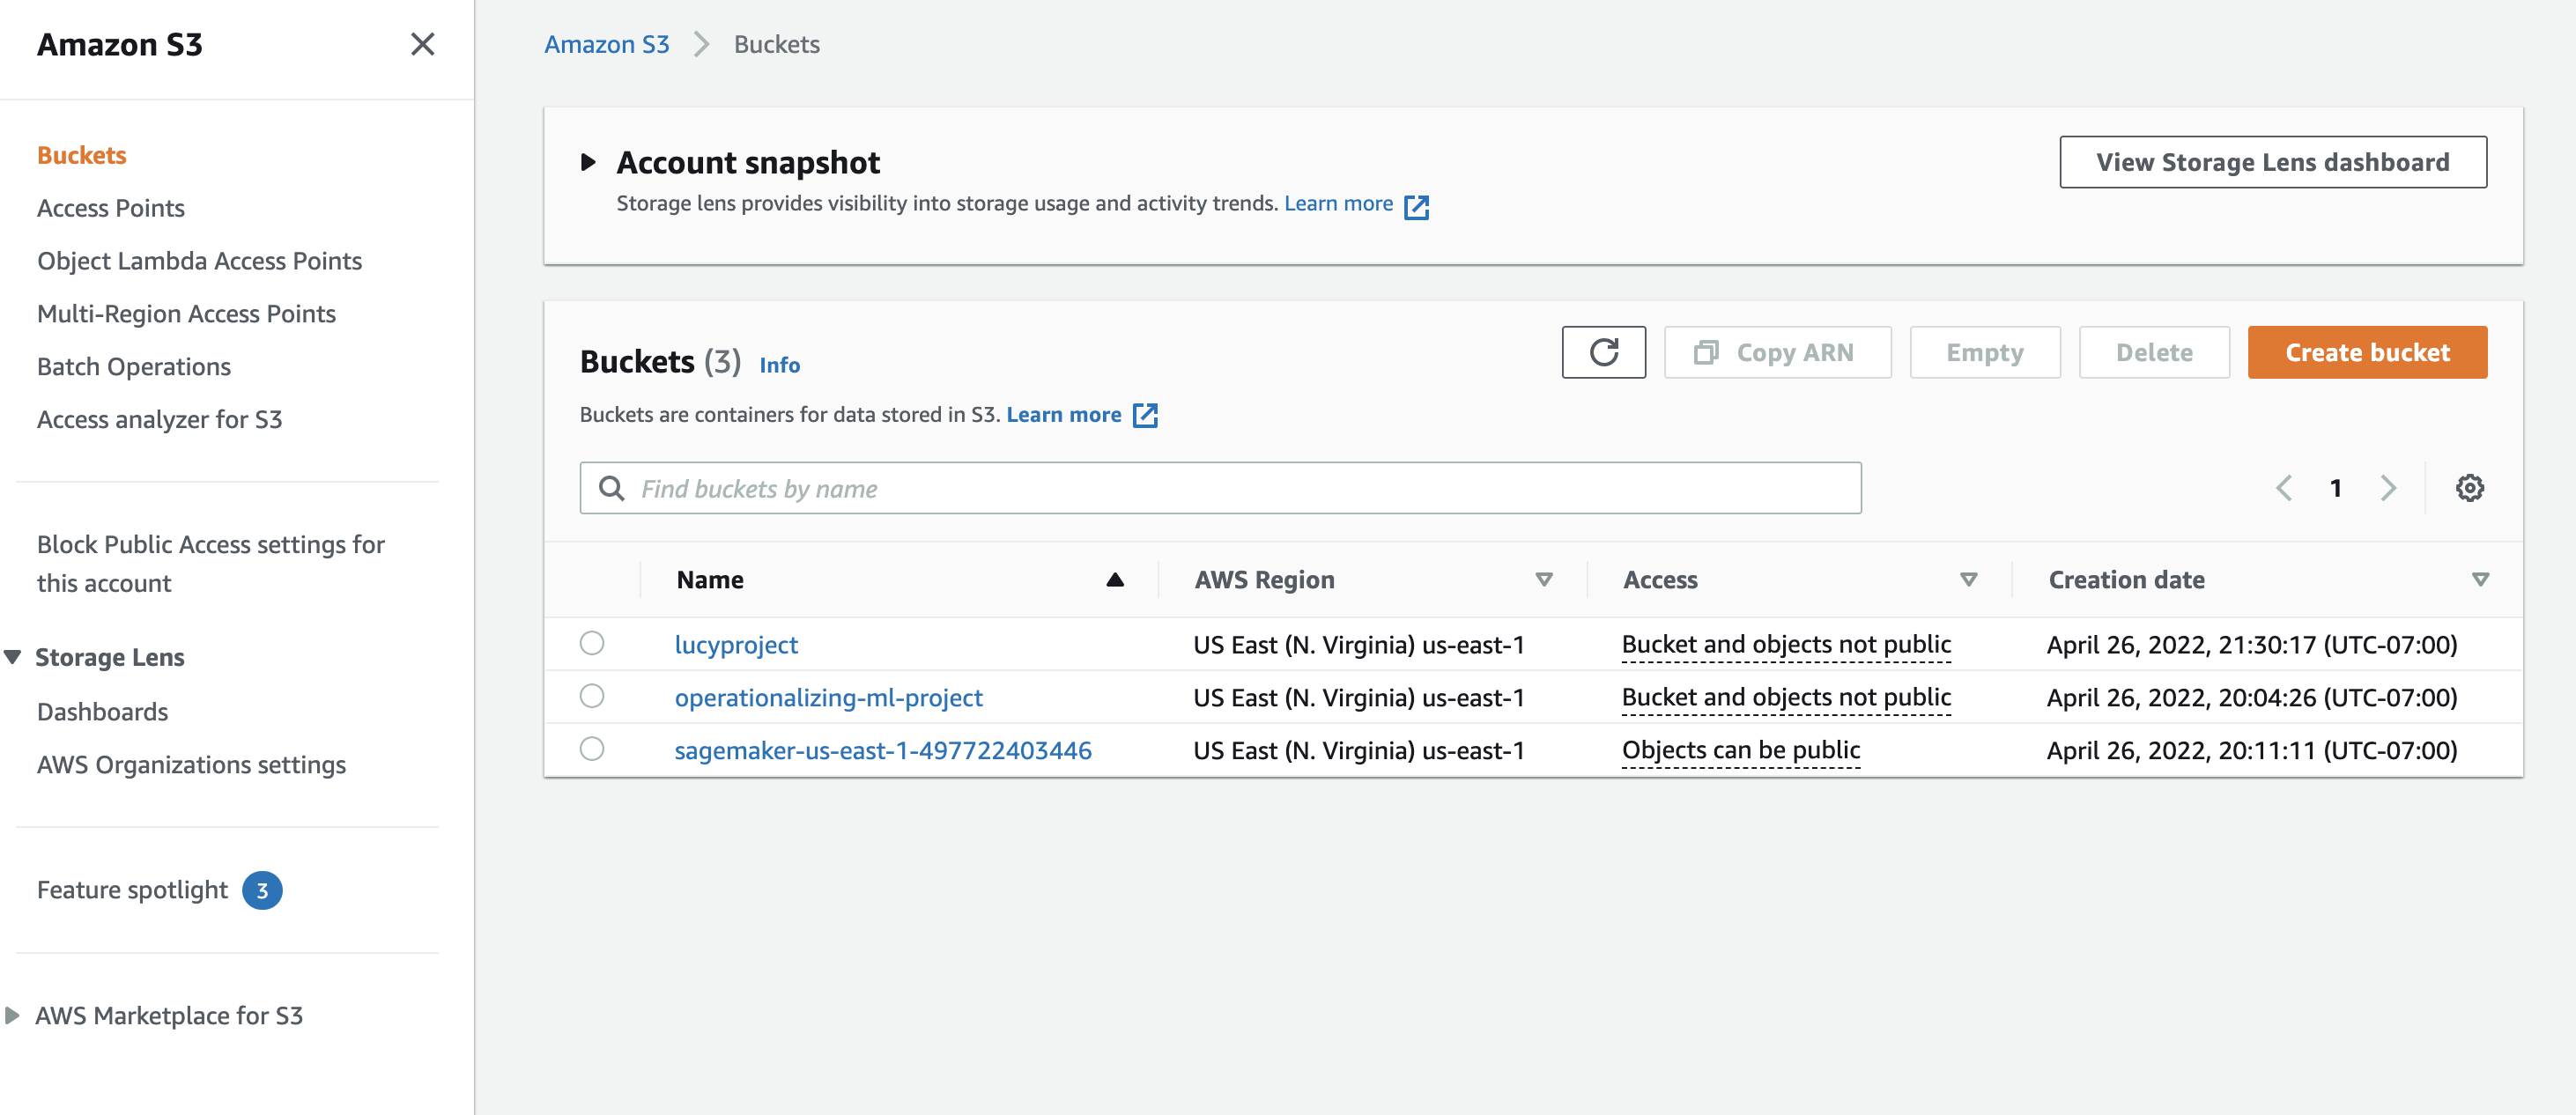 Amazon S3
Buckets
Access Points
Object Lambda Access Points
Multi-Region Access Points
Batch Operations
Access analyzer for S3
Block Public Access settings for
this account
Storage Lens
Dashboards
AWS Organizations settings
Feature spotlight 3
AWS Marketplace for S3
Amazon S3 Buckets
Account snapshot
View Storage Lens dashboard
Storage lens provides visibility into storage usage and activity trends. Learn more
Buckets (3) Info
Copy ARN Empty Delete Create bucket
Buckets are containers for data stored in S3. Learn more
Find buckets by name
1
Name AWS Region Access Creation date
lucyproject US East (N. Virginia) us-east-1 Bucket and objects not public April 26, 2022, 21:30:17 (UTC-07:00)
operationalizing-ml-project US East (N. Virginia) us-east-1 Bucket and objects not public April 26, 2022, 20:04:26 (UTC-07:00)
sagemaker-us-east-1-497722403446 US East (N. Virginia) us-east-1 Objects can be public April 26, 2022, 20:11:11 (UTC-07:00)